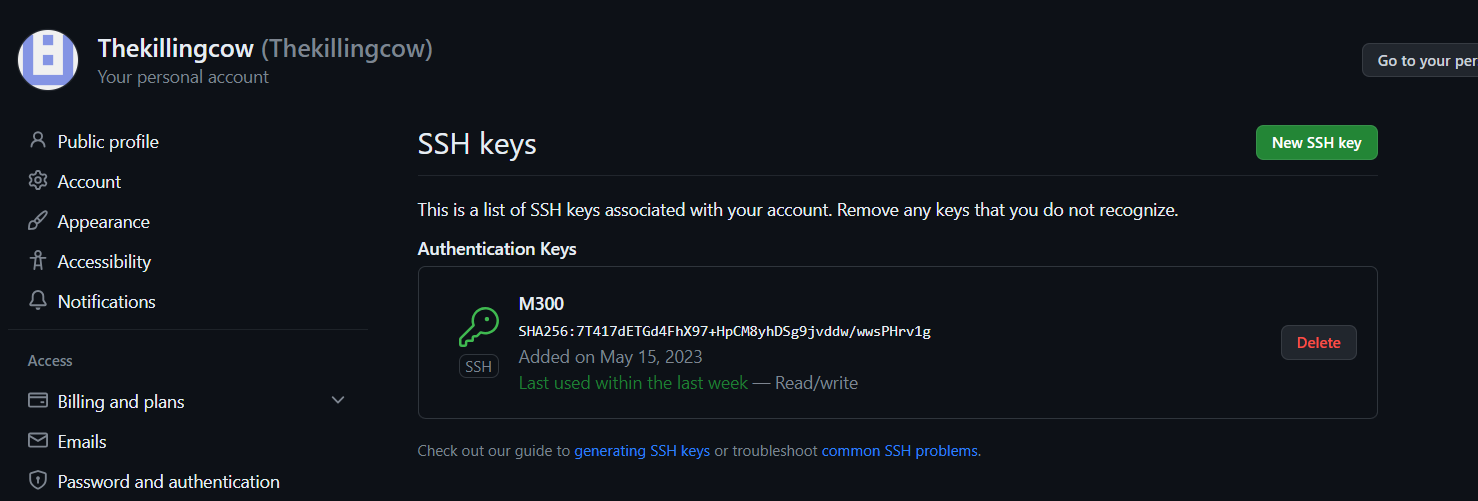 Thekillingcow (Thekillingcow)
Your personal account
Go to your per
Public profile
Account
Appearance
Accessibility
Notifications
Access
Billing and plans
Emails
Password and authentication
SSH keys
New SSH key
This is a list of SSH keys associated with your account. Remove any keys that you do not recognize.
Authentication Keys
M300
SHA256:7T417dETGd4FhX97+HpCM8yhDSg9jvddw/wwsPHrv1g
Added on May 15, 2023
Last used within the last week — Read/write
SSH
Delete
Check out our guide to generating SSH keys or troubleshoot common SSH problems.